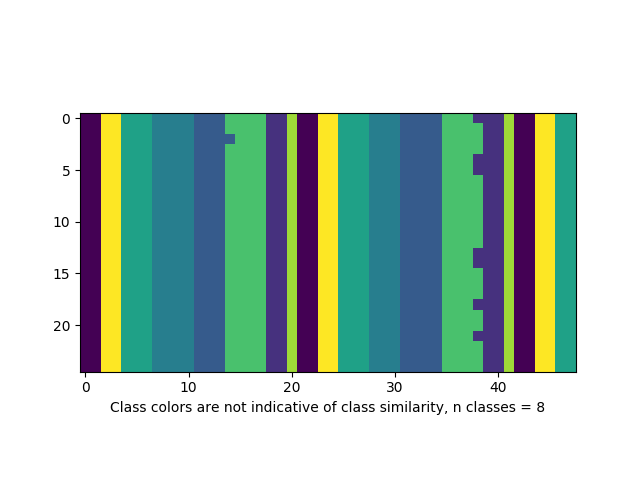 0
5
10
15
20
0 10 20 30 40
Class colors are not indicative of class similarity, n classes = 8